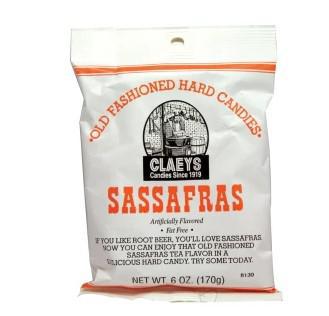 •OLD FASHIONED HARD CANDIES•
CLAEYS
Candies Since 1919
SASSAFRAS
Artificially Flavored
• Fat Free •
IF YOU LIKE ROOT BEER, YOU'LL LOVE SASSAFRAS.
NOW YOU CAN ENJOY THAT OLD FASHIONED
SASSAFRAS TEA FLAVOR IN A
DELICIOUS HARD CANDY. TRY SOME TODAY.
NET WT. 6 OZ. (170g)
8130